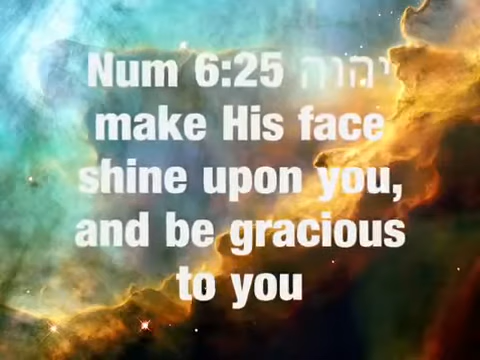 Num 6:25 יהוה
make His face
shine upon you,
and be gracious
to you